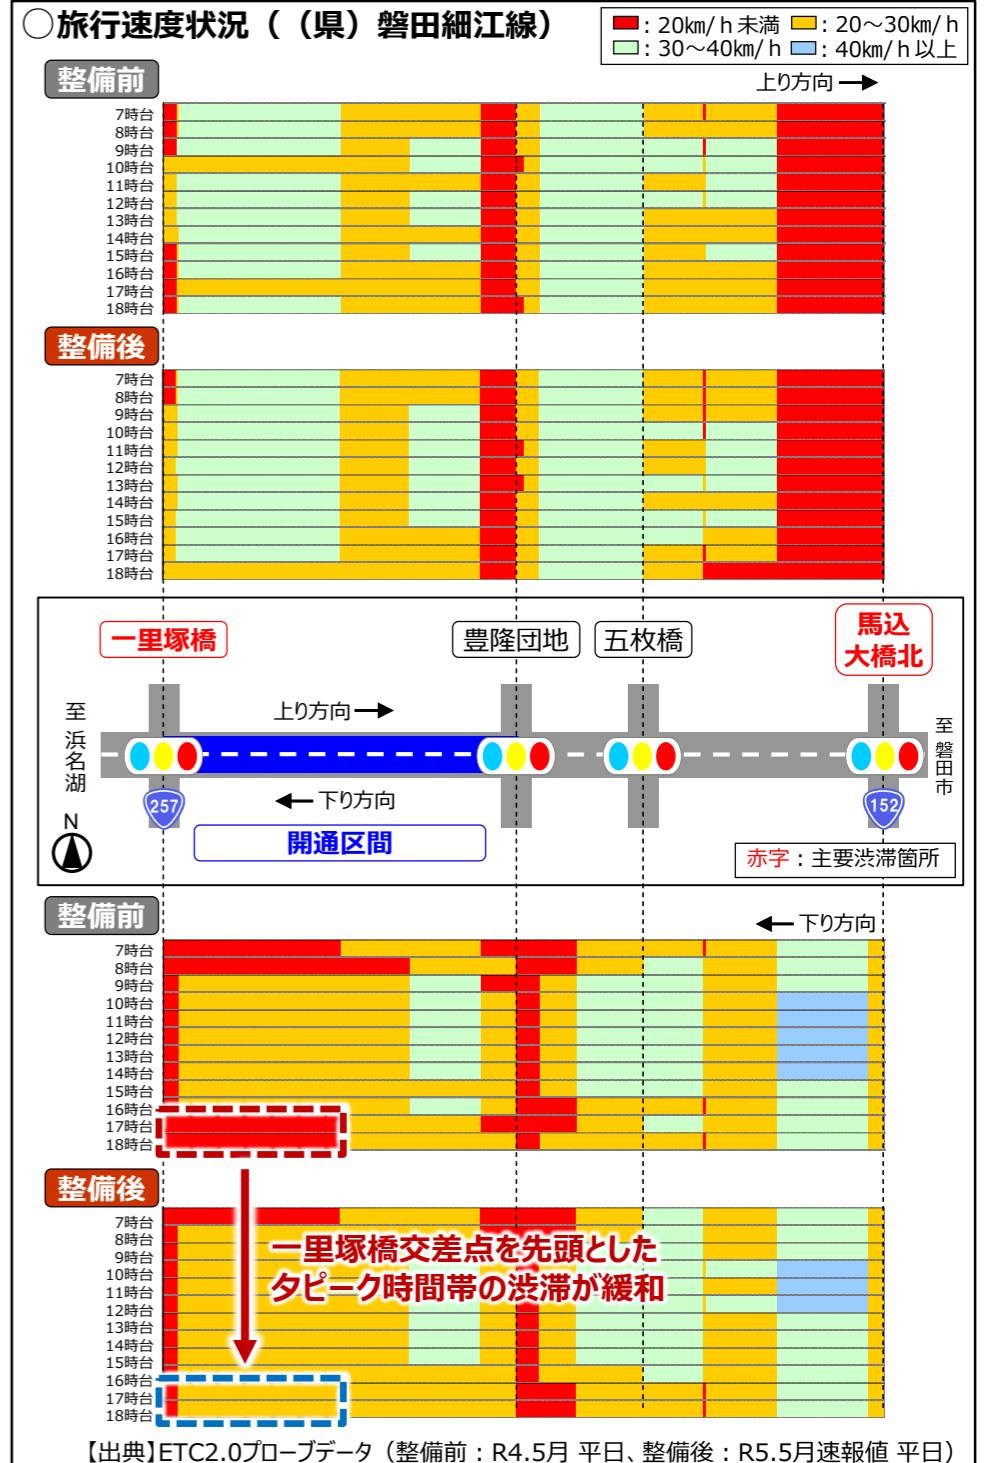 ○旅行速度状況（（県）磐田細江線）
■：20km/h未満 ■：20～30km/h
□：30～40km/h ■：40km/h以上
整備前
上り方向→
7時台
8時台
9時台
10時台
11時台
12時台
13時台
14時台
15時台
16時台
17時台
18時台
整備後
7時台
8時台
9時台
10時台
11時台
12時台
13時台
14時台
15時台
16時台
17時台
18時台
一里塚橋
豊隆団地
五枚橋
馬込
大橋北
至浜名湖
上り方向→
至磐田市
←下り方向
257
152
N
開通区間
赤字：主要渋滞箇所
整備前
←下り方向
7時台
8時台
9時台
10時台
11時台
12時台
13時台
14時台
15時台
16時台
17時台
18時台
整備後
7時台
8時台
9時台
10時台
11時台
12時台
13時台
14時台
15時台
16時台
17時台
18時台
一里塚橋交差点を先頭とした
タピーク時間帯の渋滞が緩和
【出典】ETC2.0プローブデータ（整備前：R4.5月 平日、整備後：R5.5月速報値 平日）